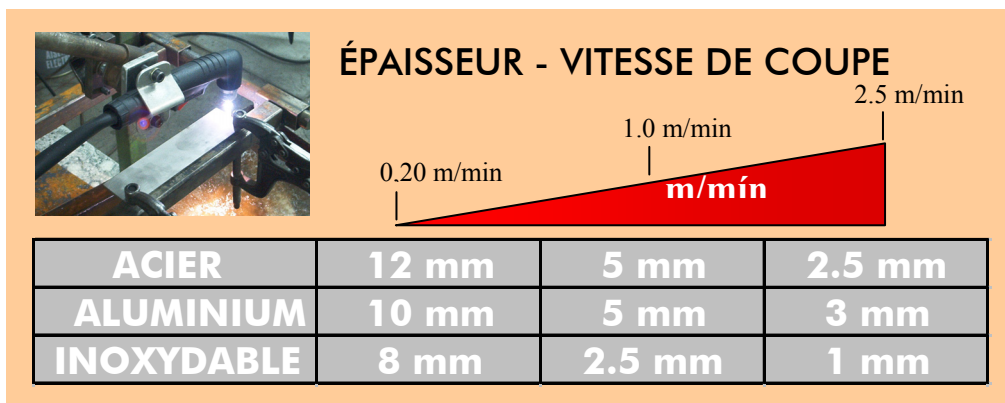 ÉPAISSEUR - VITESSE DE COUPE
2.5 m/min
1.0 m/min
0.20 m/min
m/mín
ACIER 12 mm 5 mm 2.5 mm
ALUMINIUM 10 mm 5 mm 3 mm
INOXYDABLE 8 mm 2.5 mm 1 mm